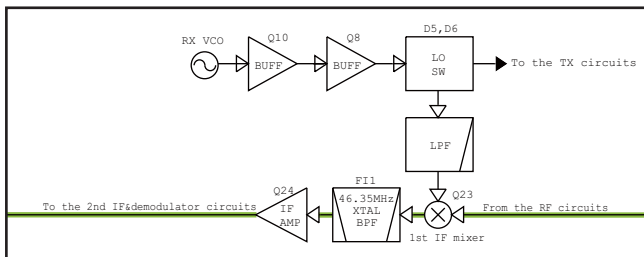 RX VCO
Q10
BUFF
Q8
BUFF
D5,D6
LO
SW
To the TX circuits
LPF
FI1
46.35MHz
XTAL
BPF
Q24
IF
AMP
Q23
1st IF mixer
From the RF circuits
To the 2nd IF&demodulator circuits